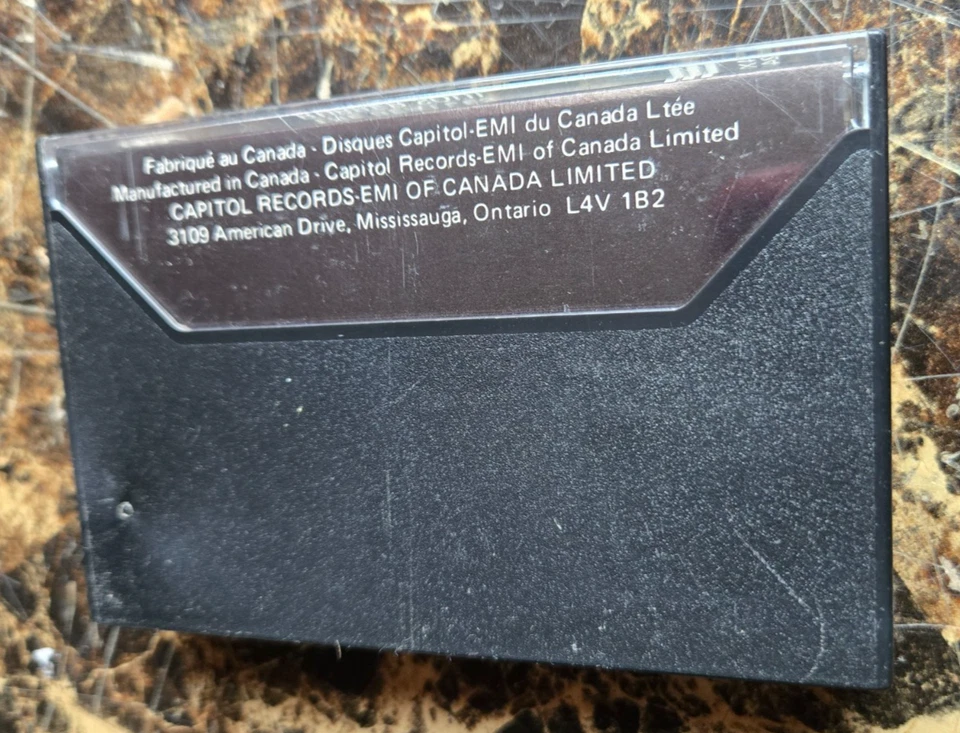 Fabriqué au Canada - Disques Capitol-EMI du Canada Ltée
Manufactured in Canada - Capitol Records-EMI of Canada Limited
CAPITOL RECORDS-EMI OF CANADA LIMITED
3109 American Drive, Mississauga, Ontario L4V 1B2